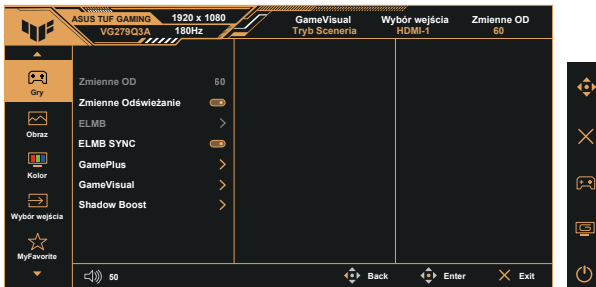 ASUS TUF GAMING 1920 x 1080 GameVisual Wybór wejścia Zmienne OD
VG279Q3A 180Hz Tryb Sceneria HDMI-1 60
Gry
Obraz
Kolor
Wybór wejścia
MyFavorite
Zmienne OD 60
Zmienne Odświeżanie
ELMB
ELMB SYNC
GamePlus
GameVisual
Shadow Boost
50 Back Enter Exit